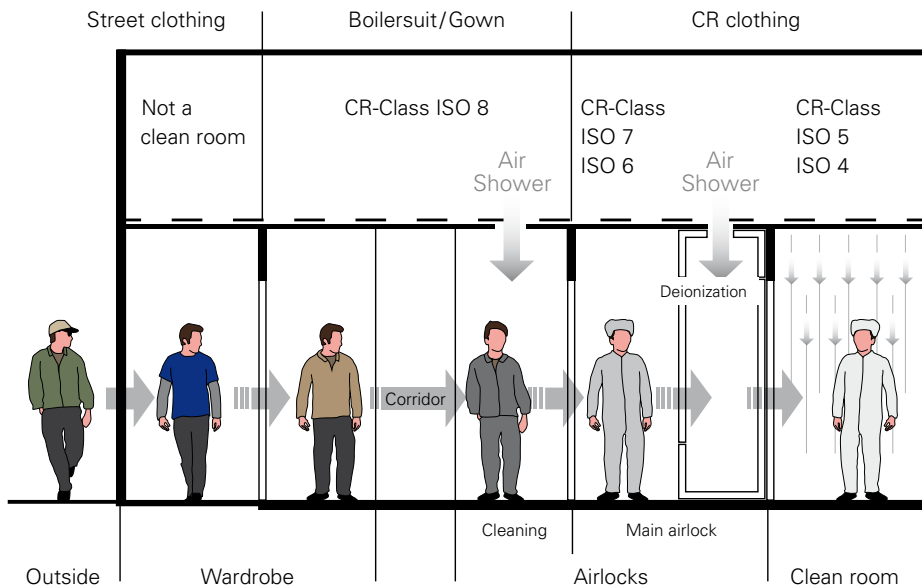 Street clothing
Boilersuit/Gown
CR clothing
Not a
clean room
CR-Class ISO 8
CR-Class
ISO 7
ISO 6
CR-Class
ISO 5
ISO 4
Air
Shower
Air
Shower
Deionization
Corridor
Cleaning
Main airlock
Outside
Wardrobe
Airlocks
Clean room